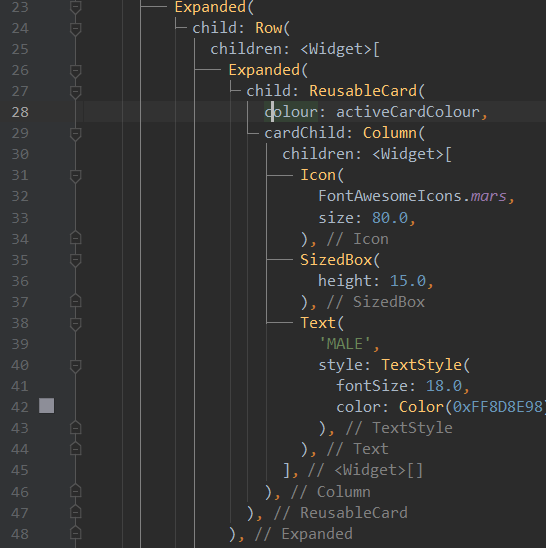 23 Expanded(
24 child: Row(
25 children: <Widget>[
26 Expanded(
27 child: ReusableCard(
28 colour: activeCardColour,
29 cardChild: Column(
30 children: <Widget>[
31 Icon(
32 FontAwesomeIcons.mars,
33 size: 80.0,
34 ), // Icon
35 SizedBox(
36 height: 15.0,
37 ), // SizedBox
38 Text(
39 'MALE',
40 style: TextStyle(
41 fontSize: 18.0,
42 color: Color(0xFF8D8E98)
43 ), // TextStyle
44 ), // Text
45 ], // <Widget>[]
46 ), // Column
47 ), // ReusableCard
48 ), // Expanded